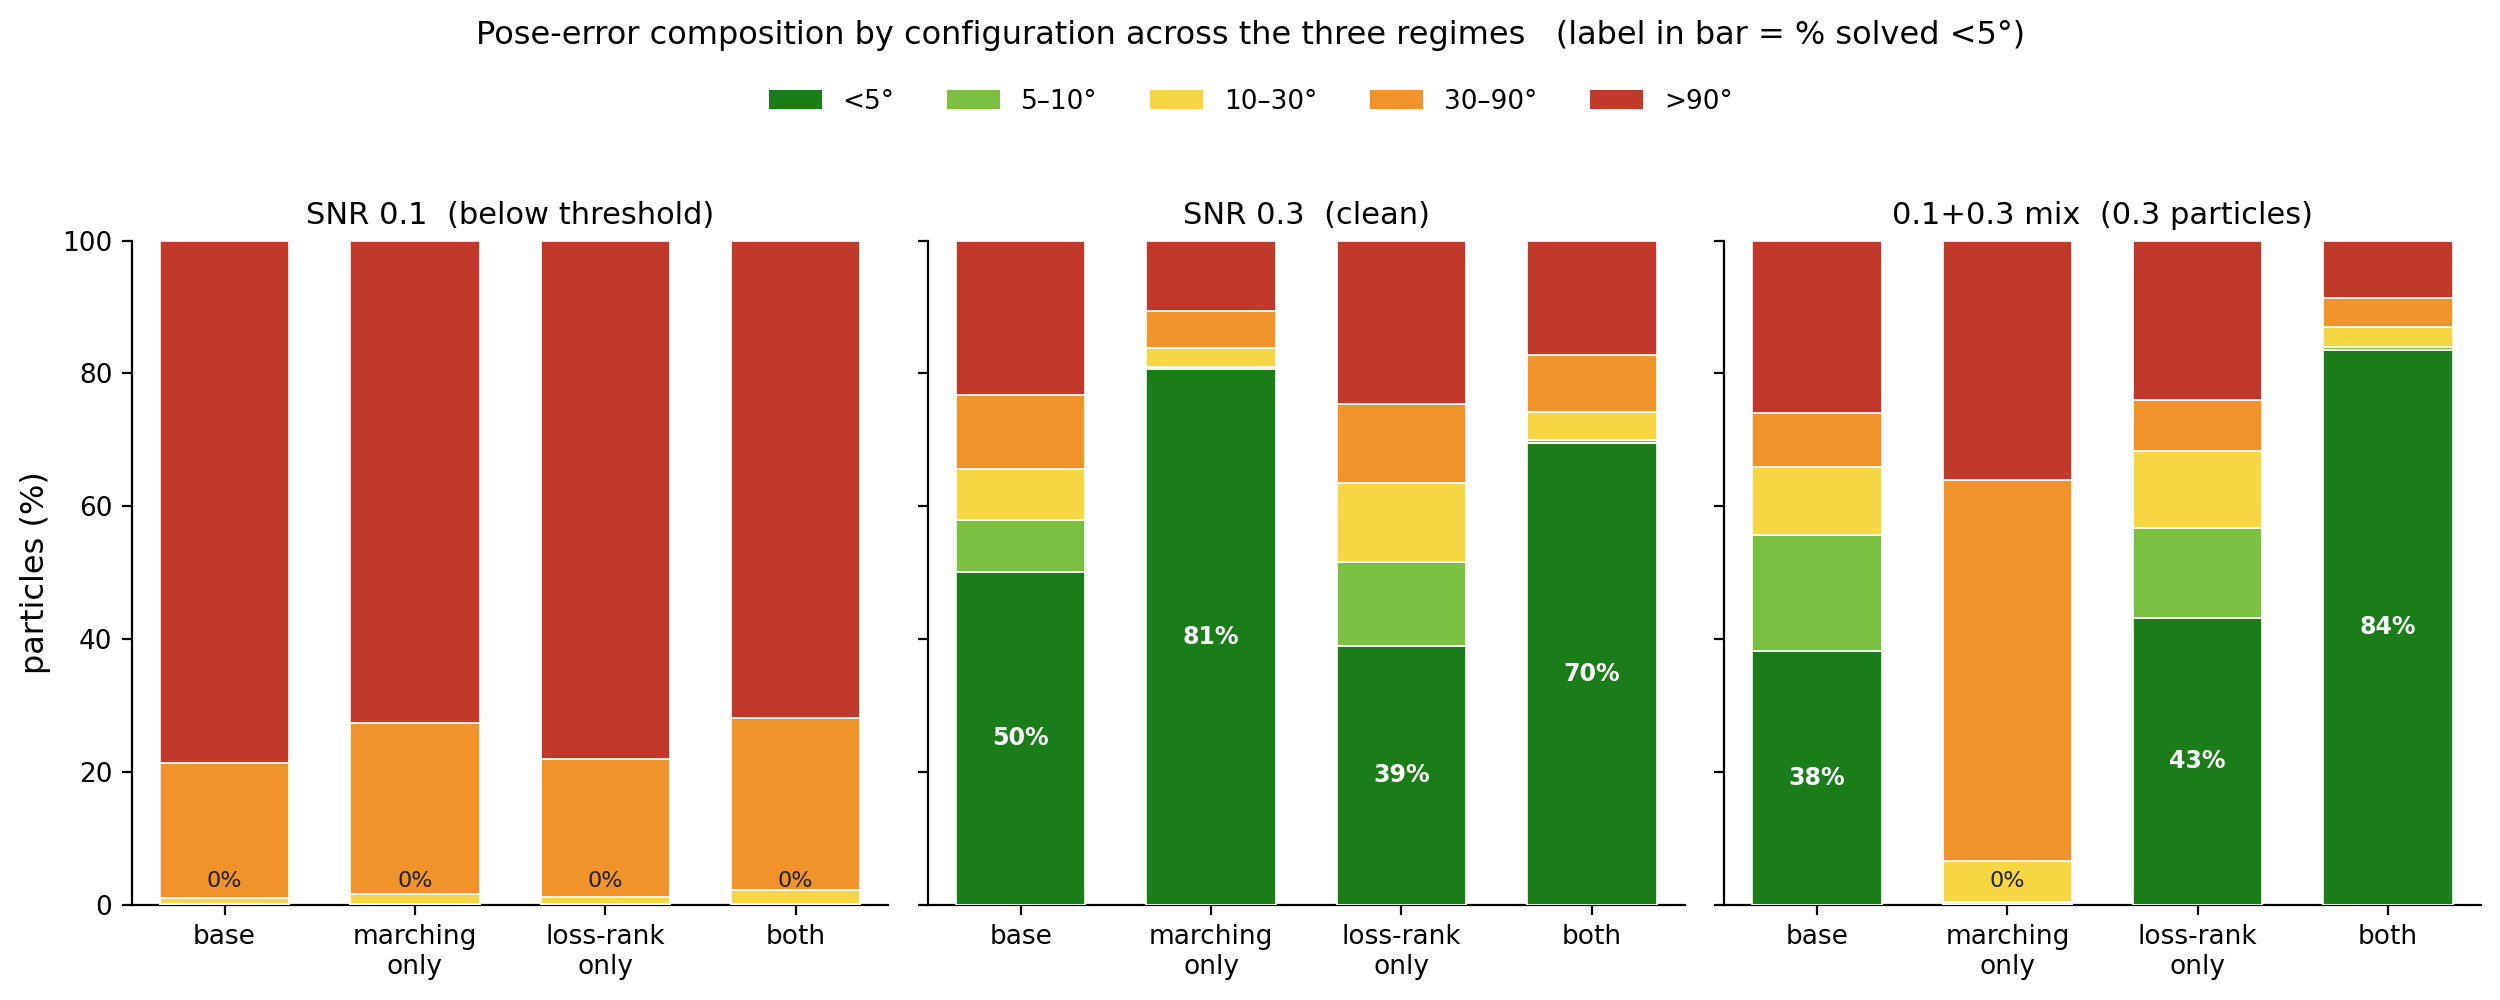 Pose-error composition by configuration across the three regimes (label in bar = % solved <5°)
<5° 5–10° 10–30° 30–90° >90°
SNR 0.1 (below threshold)
particles (%)
100
80
60
40
20
0
0% 0% 0% 0%
base marching only loss-rank only both
SNR 0.3 (clean)
50% 81% 39% 70%
base marching only loss-rank only both
0.1+0.3 mix (0.3 particles)
38% 0% 43% 84%
base marching only loss-rank only both